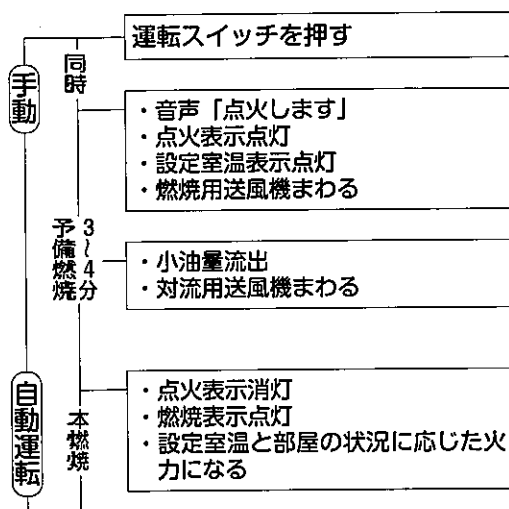 運転スイッチを押す
手動
同時
・音声「点火します」
・点火表示点灯
・設定室温表示点灯
・燃焼用送風機まわる
3~4分
予備燃焼
・小油量流出
・対流用送風機まわる
自動運転
本燃焼
・点火表示消灯
・燃焼表示点灯
・設定室温と部屋の状況に応じた火
力になる